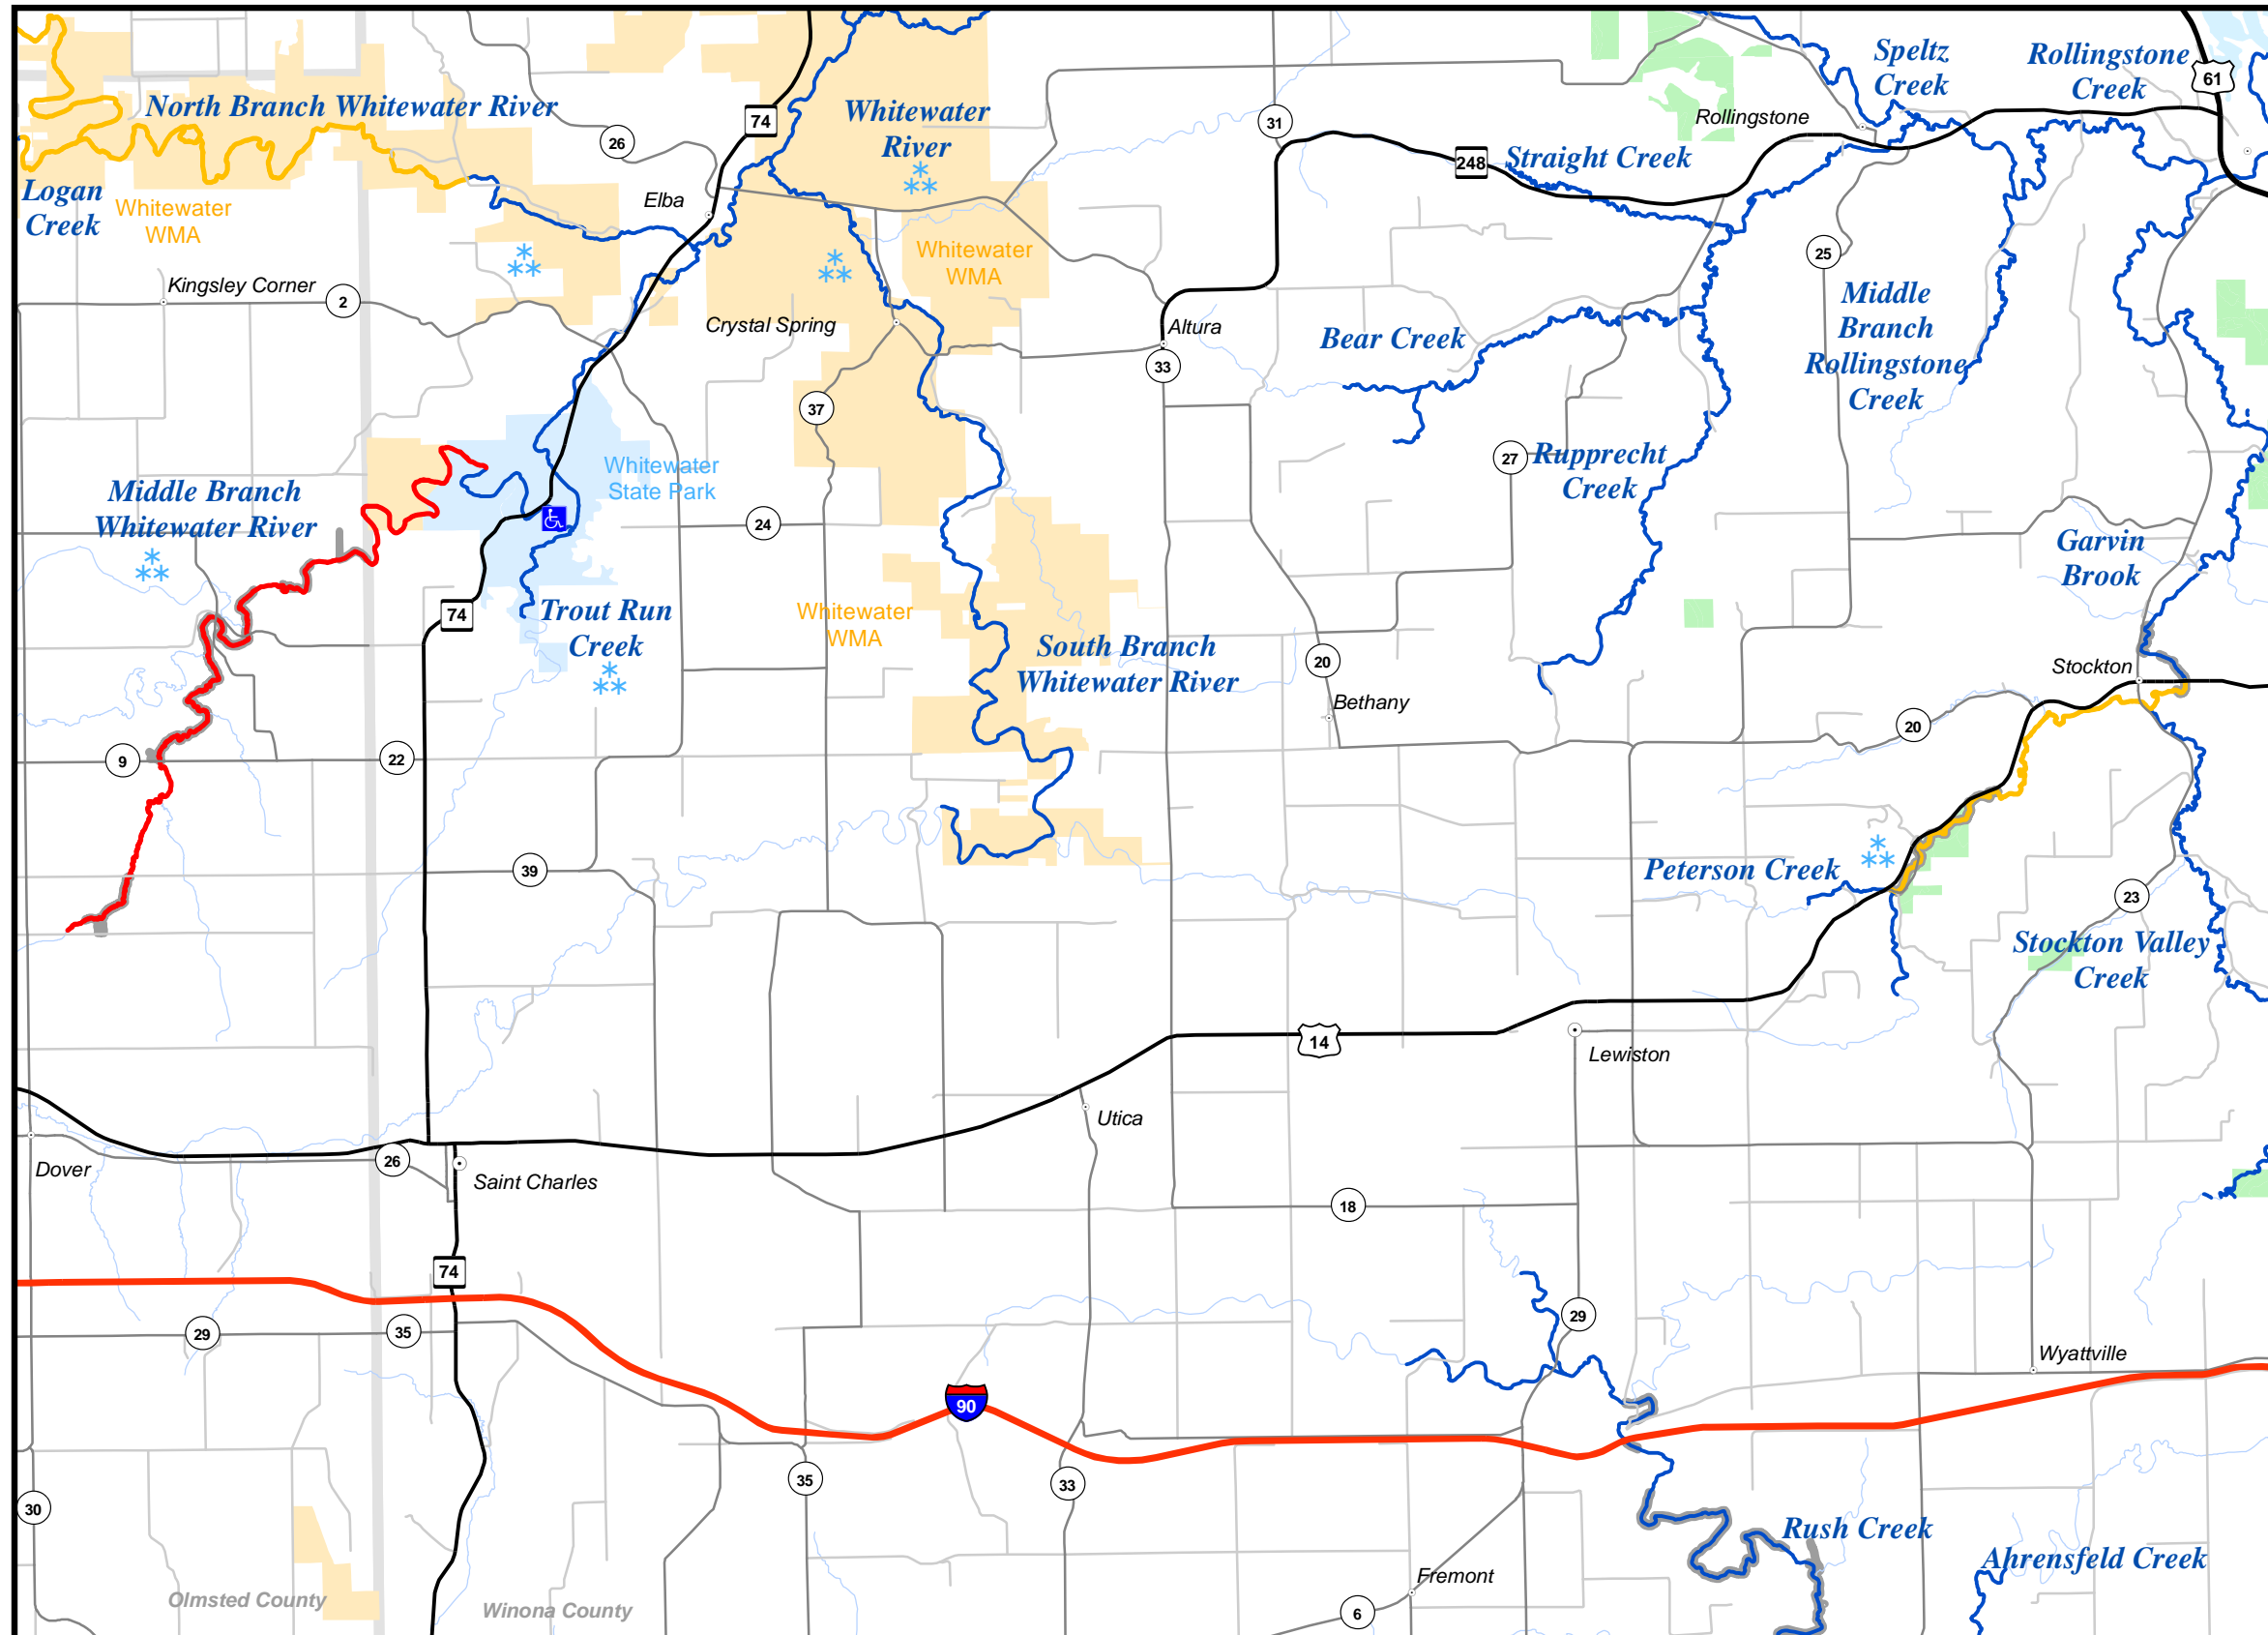 Speltz
Creek
Rollingstone
Creek
61
North Branch Whitewater River
74
Whitewater
River
31
Rollingstone
26
248
Straight Creek
Logan
Creek
Whitewater
WMA
Elba
Whitewater
WMA
25
Kingsley Corner
2
Crystal Spring
Altura
Bear Creek
Middle
Branch
Rollingstone
Creek
33
37
27
Rupprecht
Creek
Whitewater
State Park
Middle Branch
Whitewater River
24
Garvin
Brook
74
Trout Run
Creek
Whitewater
WMA
South Branch
Whitewater River
20
Stockton
Bethany
20
9
22
39
Peterson Creek
23
Stockton Valley
Creek
14
Lewiston
Utica
Dover
26
Saint Charles
18
74
29
35
29
Wyattville
90
35
33
30
Rush Creek
Ahrensfeld Creek
Fremont
Olmsted County
Winona County
6